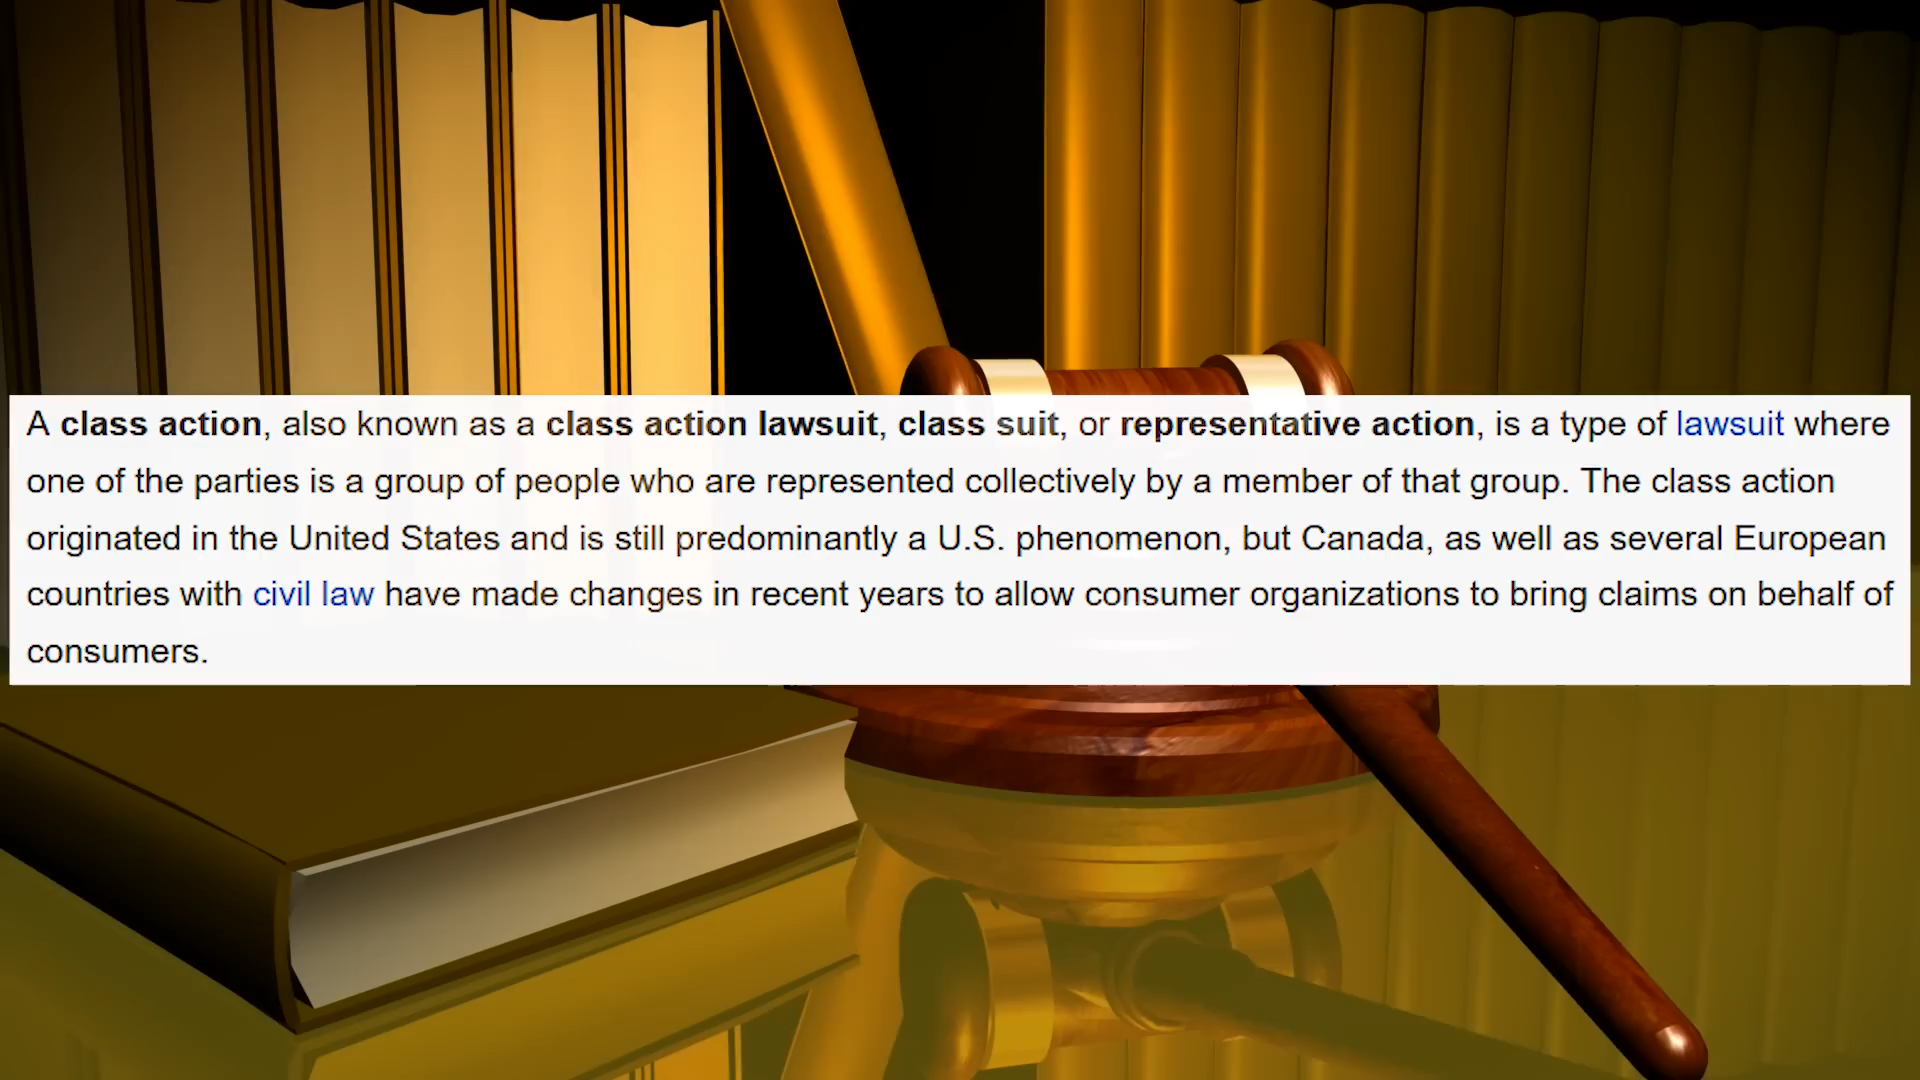 A class action, also known as a class action lawsuit, class suit, or representative action, is a type of lawsuit where
one of the parties is a group of people who are represented collectively by a member of that group. The class action
originated in the United States and is still predominantly a U.S. phenomenon, but Canada, as well as several European
countries with civil law have made changes in recent years to allow consumer organizations to bring claims on behalf of
consumers.